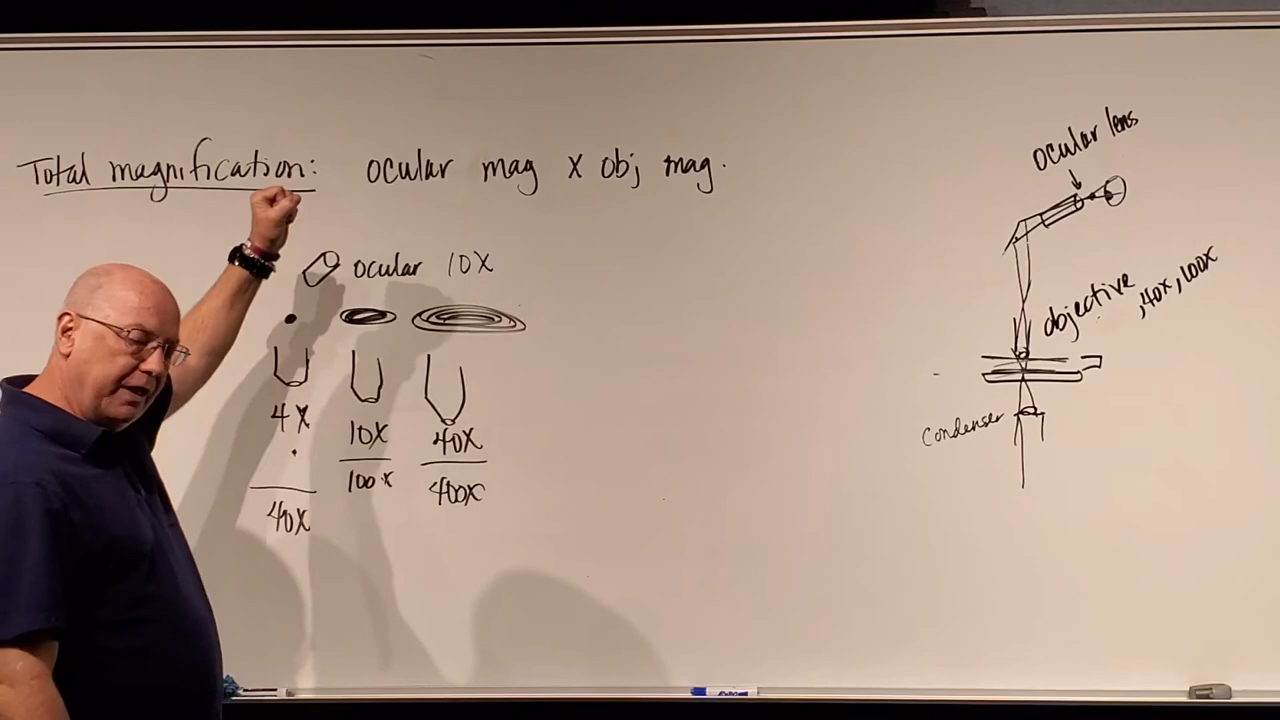 Total magnification: ocular mag x obj mag.
ocular 10X
4X
10X
40X
40X
100x
400X
ocular lens
objective
,40x,100x
Condenser
EXPO